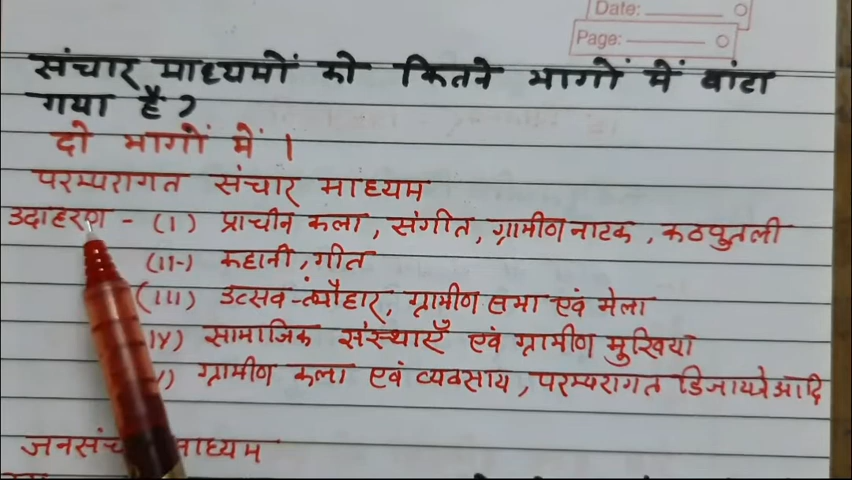 Date:
Page:
संचार माध्यमों को कितने भागों में बांटा
गया है?
दो भागों में ।
परम्परागत संचार माध्यम
उदाहरण - (I) प्राचीन कला, संगीत, ग्रामीण नाटक, कठपुतली
(II) कहानी, गीत
(III) उत्सव-त्यौहार, ग्रामीण सभा एवं मेला
IV) सामाजिक संस्थाएँ एवं ग्रामीण मुखिया
) ग्रामीण कला एवं व्यवसाय, परम्परागत डिजायने आदि
माध्यम